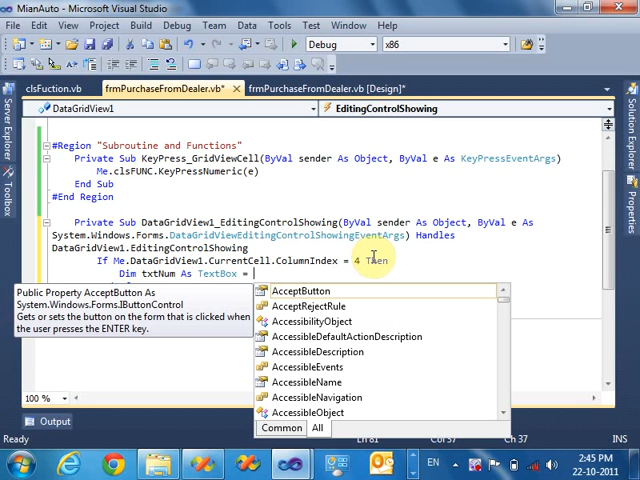 MianAuto - Microsoft Visual Studio
File Edit View Project Build Debug Team Data Tools Test Window Help
Debug x86
clsFuction.vb frmPurchaseFromDealer.vb* frmPurchaseFromDealer.vb [Design]*
DataGridView1 EditingControlShowing
Server Explorer
Toolbox
Solution Explorer
Properties
#Region "Subroutine and Functions"
Private Sub KeyPress_GridViewCell(ByVal sender As Object, ByVal e As KeyPressEventArgs)
Me.clsFUNC.KeyPressNumeric(e)
End Sub
#End Region
Private Sub DataGridView1_EditingControlShowing(ByVal sender As Object, ByVal e As
System.Windows.Forms.DataGridViewEditingControlShowingEventArgs) Handles
DataGridView1.EditingControlShowing
If Me.DataGridView1.CurrentCell.ColumnIndex = 4 Then
Dim txtNum As TextBox =
Public Property AcceptButton As
System.Windows.Forms.IButtonControl
Gets or sets the button on the form that is clicked when
the user presses the ENTER key.
AcceptButton
AcceptRejectRule
AccessibilityObject
AccessibleDefaultActionDescription
AccessibleDescription
AccessibleEvents
AccessibleName
AccessibleNavigation
AccessibleObject
Common All
100 %
Output
Ready Ln 81 Col 37 Ch 37
EN 2:45 PM
22-10-2011